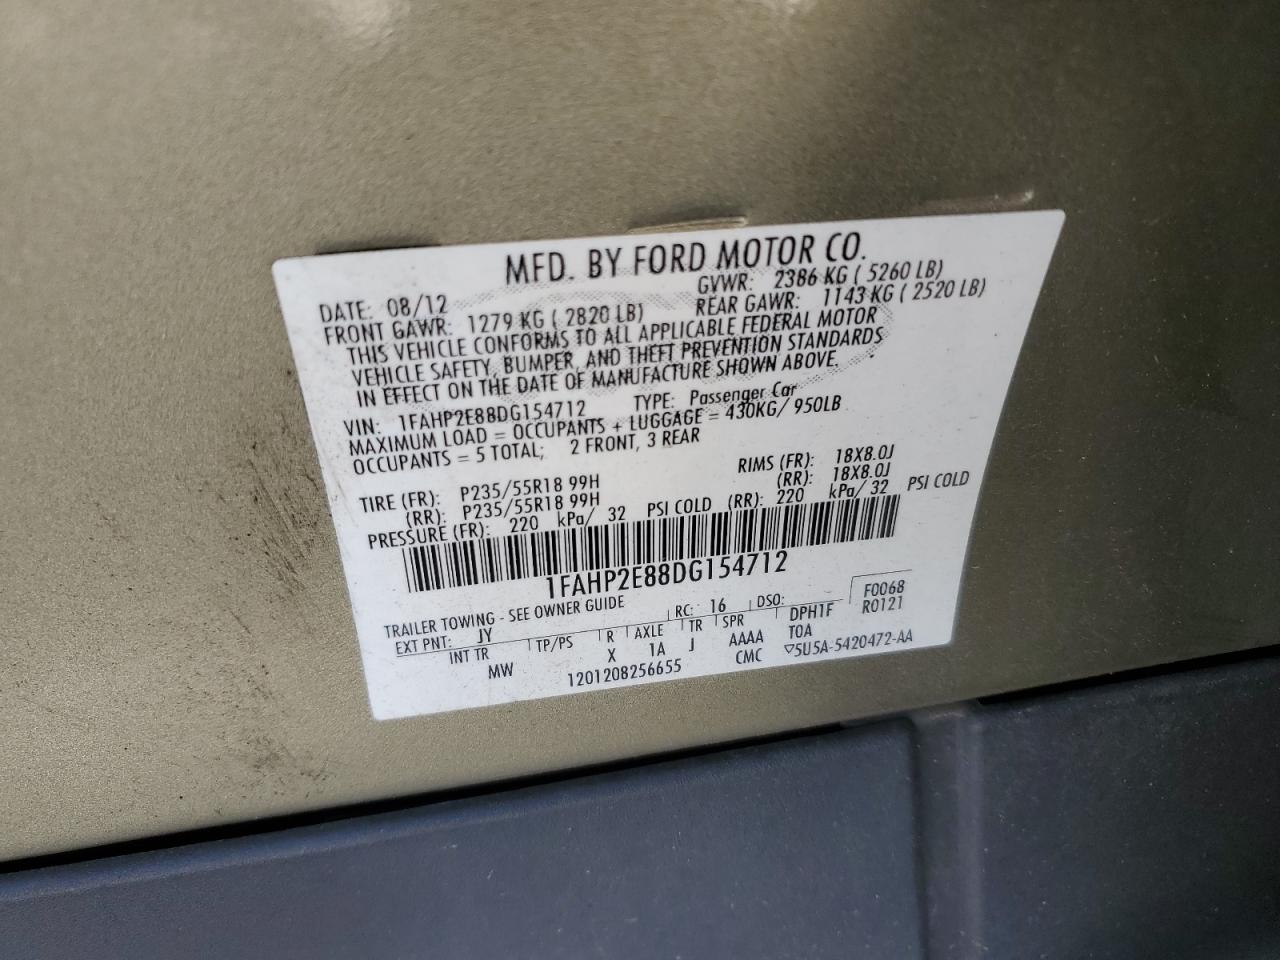 MFD. BY FORD MOTOR CO.
DATE: 08/12 GVWR: 2386 KG ( 5260 LB)
FRONT GAWR: 1279 KG ( 2820 LB) REAR GAWR: 1143 KG ( 2520 LB)
THIS VEHICLE CONFORMS TO ALL APPLICABLE FEDERAL MOTOR
VEHICLE SAFETY, BUMPER, AND THEFT PREVENTION STANDARDS
IN EFFECT ON THE DATE OF MANUFACTURE SHOWN ABOVE.
VIN: 1FAHP2E88DG154712 TYPE: Passenger Car
MAXIMUM LOAD = OCCUPANTS + LUGGAGE = 430KG/ 950LB
OCCUPANTS = 5 TOTAL; 2 FRONT, 3 REAR
TIRE (FR): P235/55R18 99H RIMS (FR): 18X8.0J
(RR): P235/55R18 99H (RR): 18X8.0J
PRESSURE (FR): 220 kPa/ 32 PSI COLD (RR): 220 kPa/ 32 PSI COLD
1FAHP2E88DG154712
TRAILER TOWING - SEE OWNER GUIDE F0068
EXT PNT: JY RC: 16 DSO: DPH1F R0121
INT TR TP/PS R AXLE TR SPR TOA
MW X 1A J AAAA ▽5U5A-5420472-AA
1201208256655 CMC